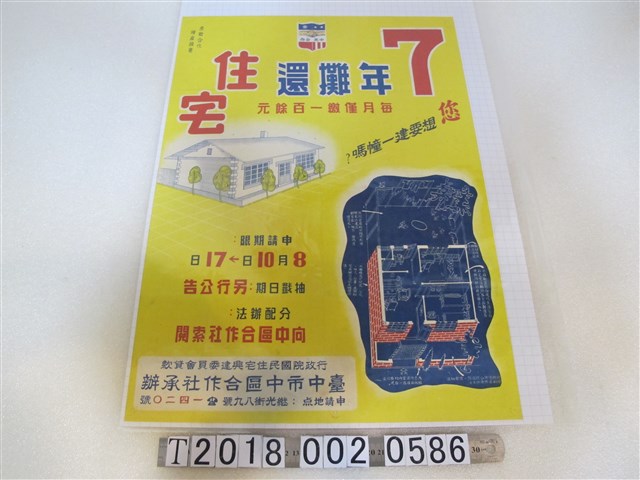 7年攤還住宅
每月僅繳一百餘元
您想要建一幢嗎?
申請期限:
8月10日→17日
抽籤日期:另行公告
分配辦法:
向中區合作社索閱
行政院國民住宅興建委員會貸款
臺中市中區合作社承辦
申請地点:繼光街八九號☎一四二〇號
T2018 002 0586